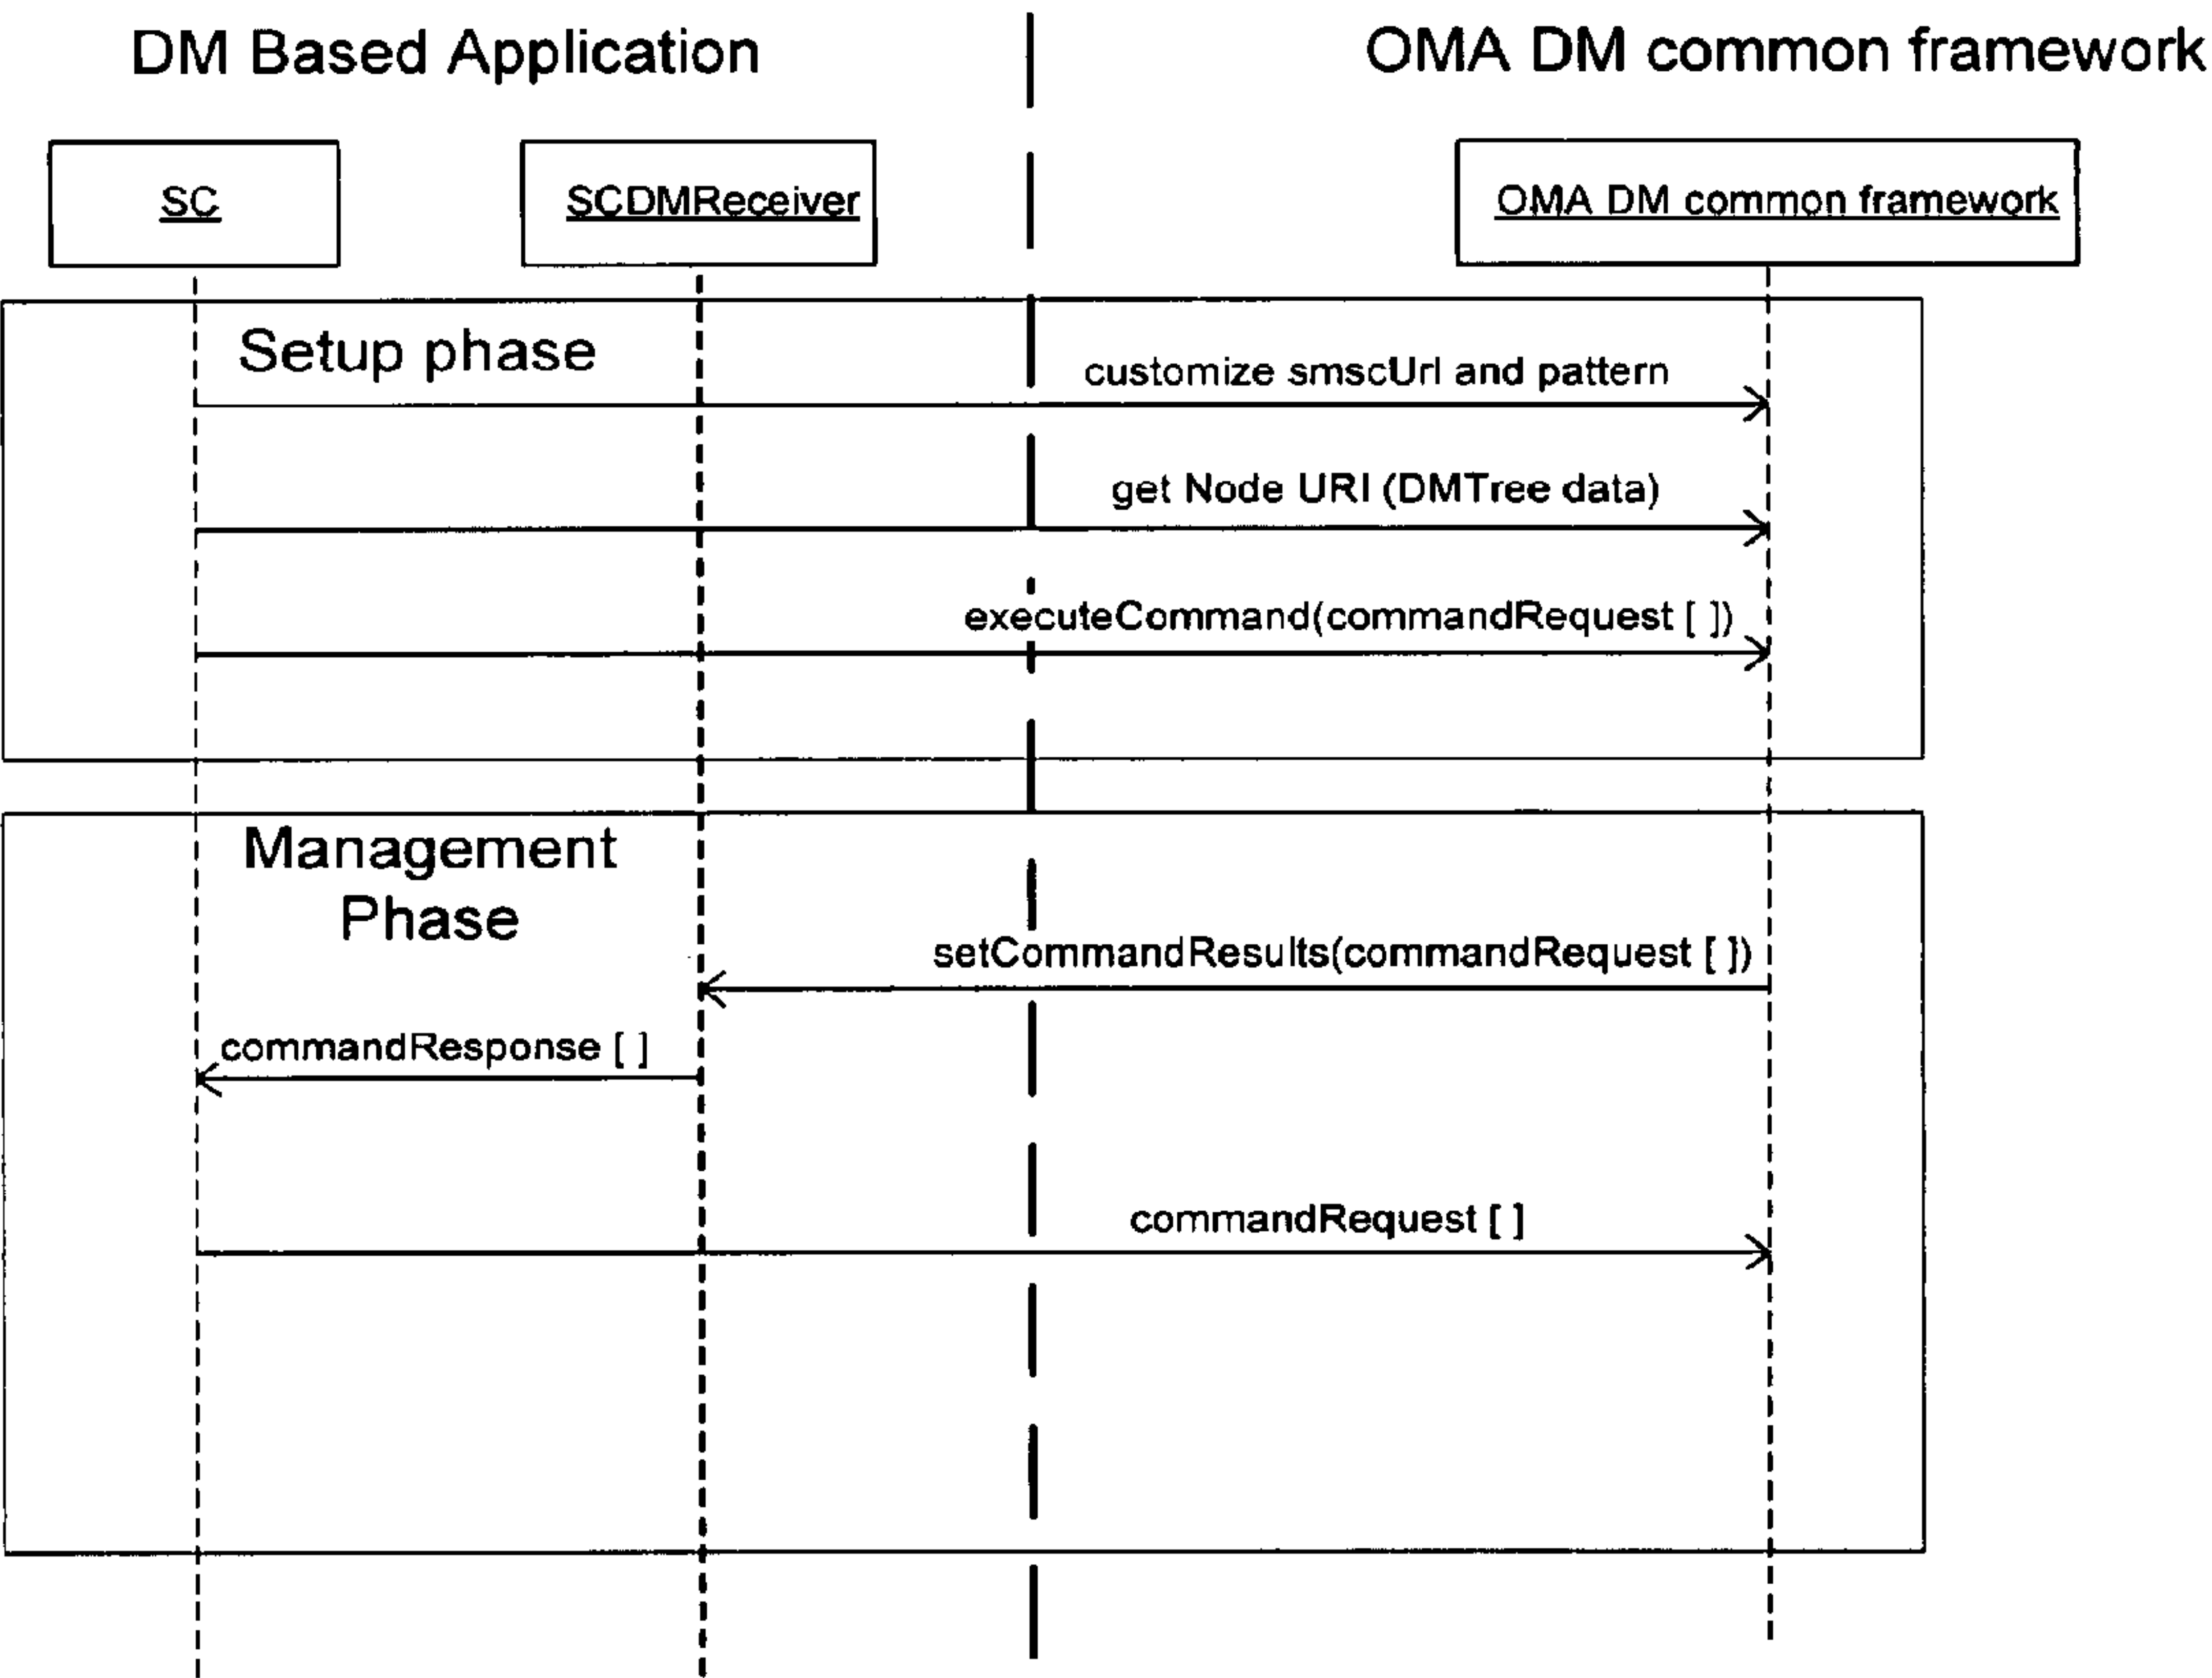 DM Based Application
OMA DM common framework
SC
SCDMReceiver
OMA DM common framework
Setup phase
customize smscUrl and pattern
get Node URI (DMTree data)
executeCommand(commandRequest [ ])
Management
Phase
setCommandResults(commandRequest [ ])
commandResponse [ ]
commandRequest [ ]